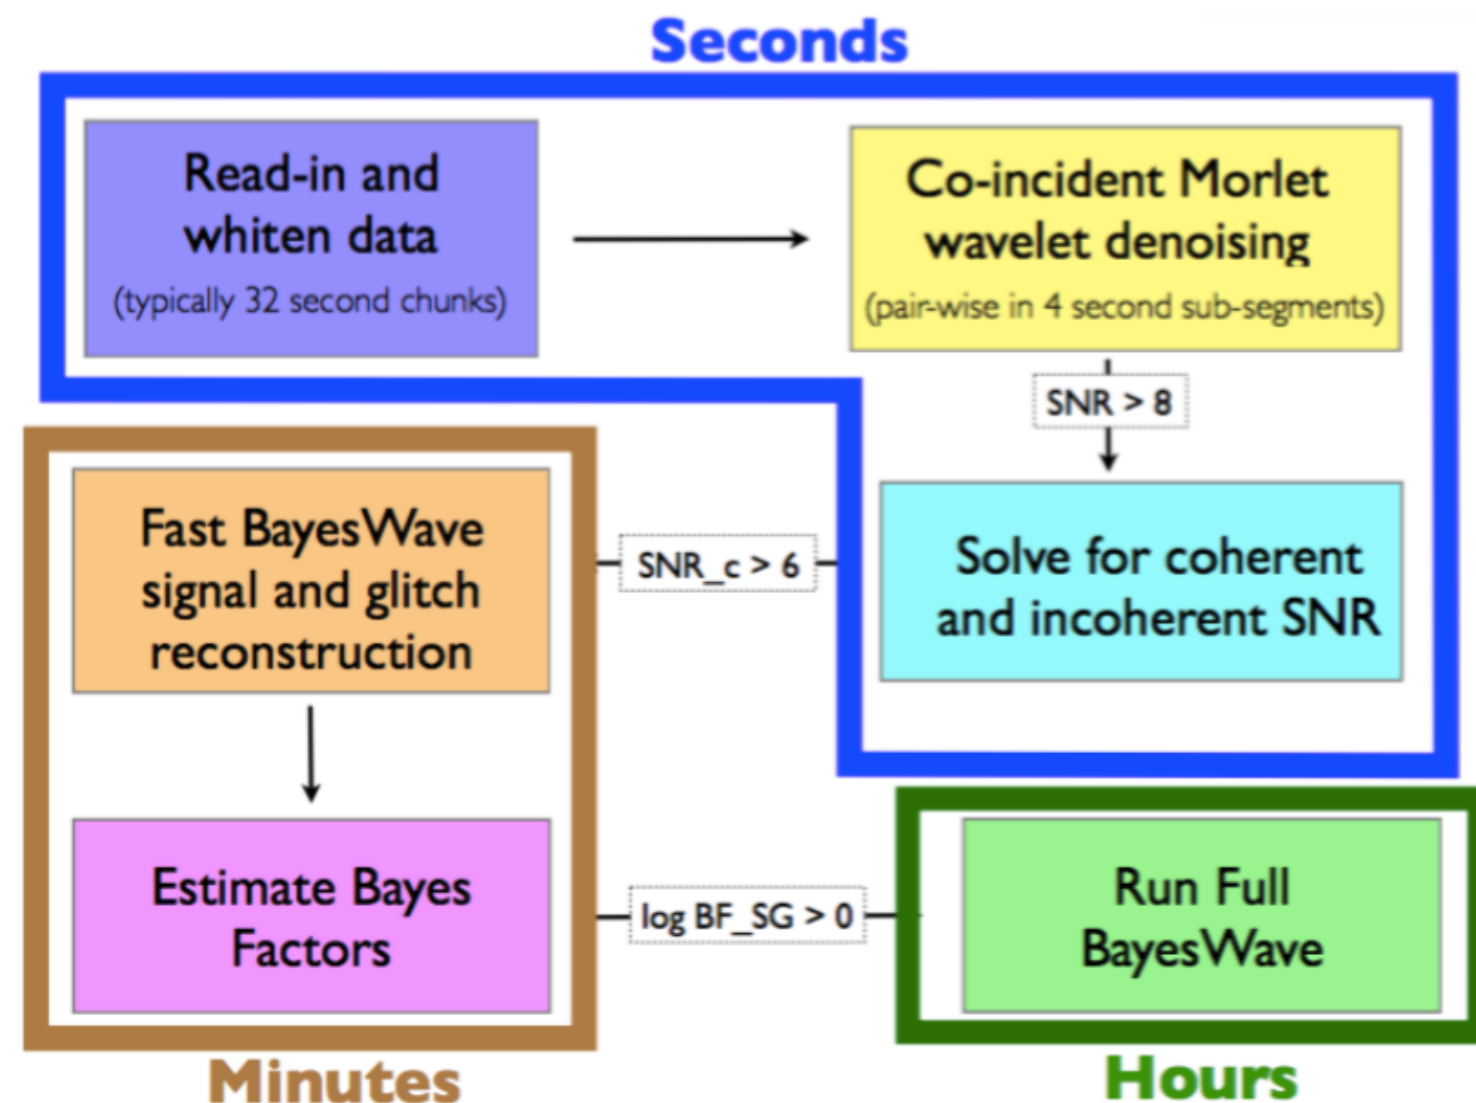 Seconds
Read-in and
whiten data
(typically 32 second chunks)
Co-incident Morlet
wavelet denoising
(pair-wise in 4 second sub-segments)
SNR > 8
Solve for coherent
and incoherent SNR
SNR_c > 6
Fast BayesWave
signal and glitch
reconstruction
Estimate Bayes
Factors
log BF_SG > 0
Run Full
BayesWave
Minutes
Hours